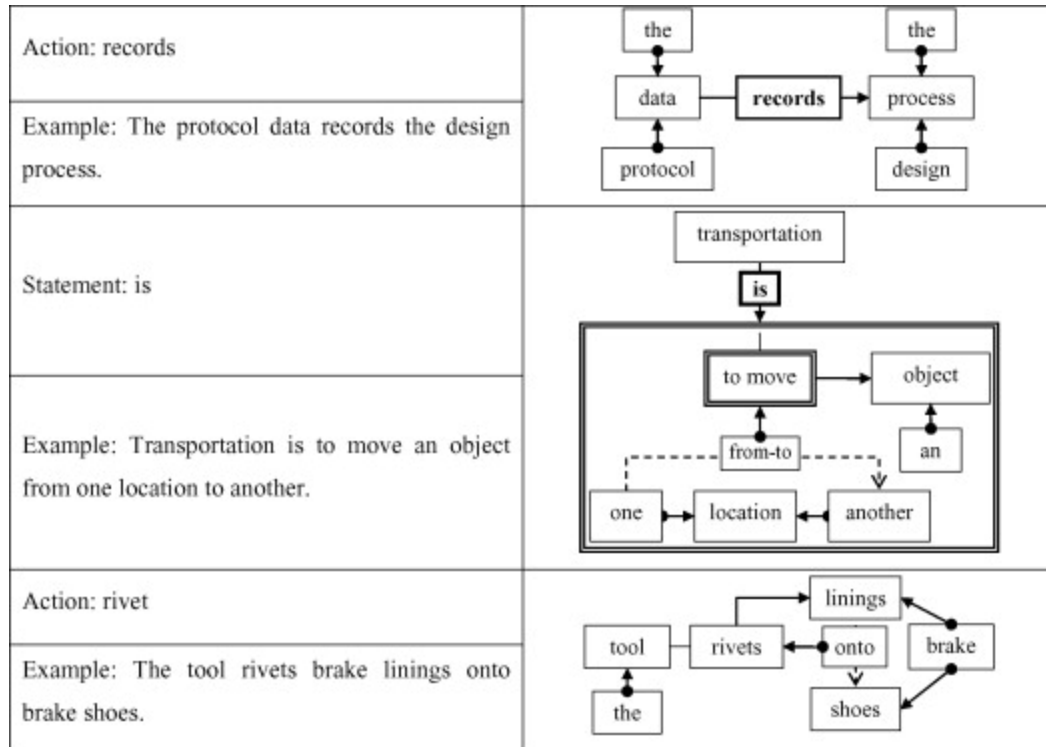 Action: records
Example: The protocol data records the design
process.
the
the
data
records
process
protocol
design
Statement: is
Example: Transportation is to move an object
from one location to another.
transportation
is
to move
object
from-to
an
one
location
another
Action: rivet
Example: The tool rivets brake linings onto
brake shoes.
linings
tool
rivets
onto
brake
the
shoes